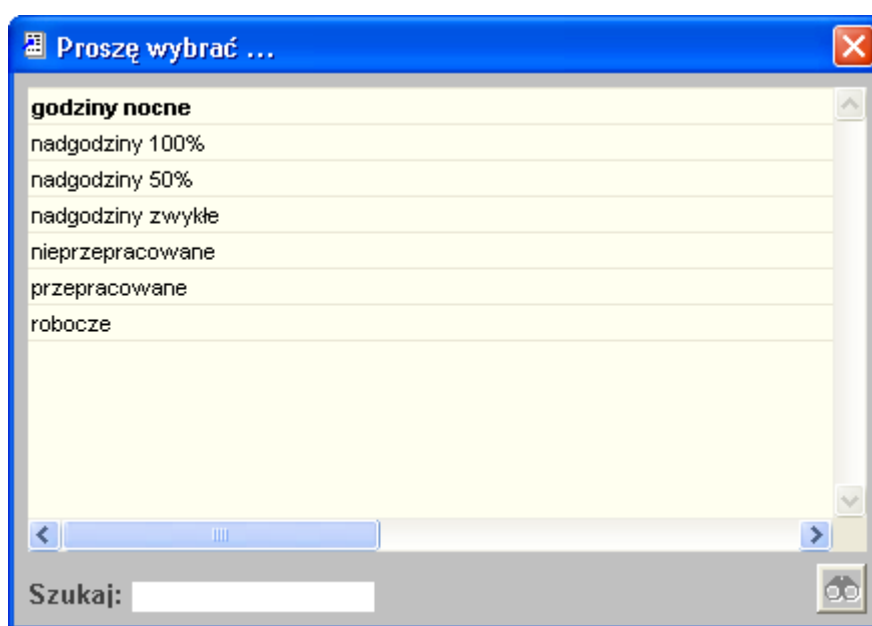 Proszę wybrać ...
godziny nocne
nadgodziny 100%
nadgodziny 50%
nadgodziny zwykłe
nieprzepracowane
przepracowane
robocze
Szukaj: